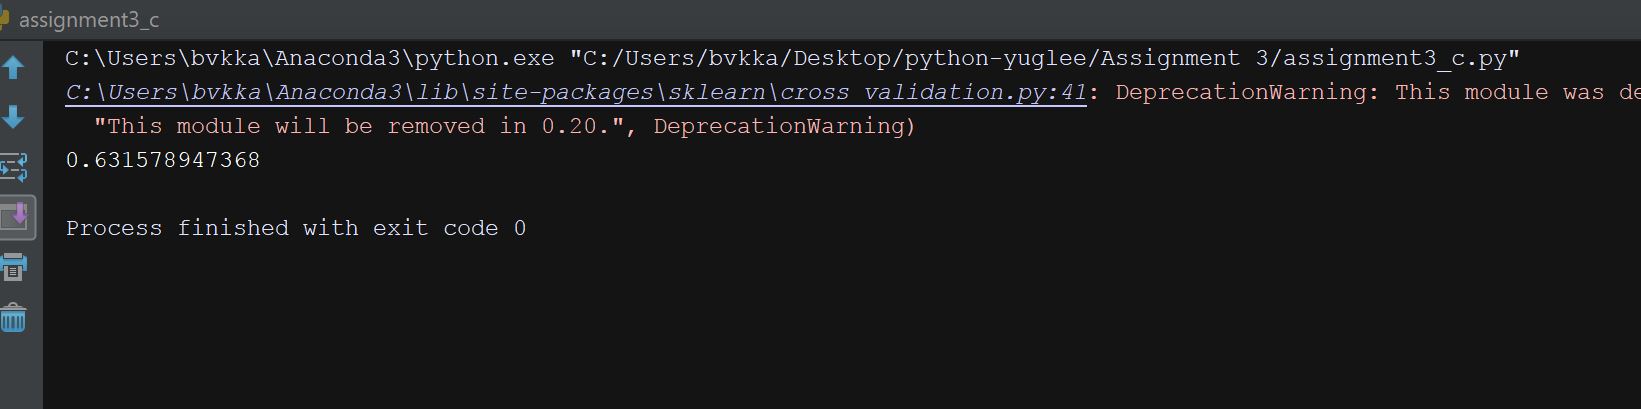 assignment3_c
C:\Users\bvkka\Anaconda3\python.exe "C:/Users/bvkka/Desktop/python-yuglee/Assignment 3/assignment3_c.py"
C:\Users\bvkka\Anaconda3\lib\site-packages\sklearn\cross_validation.py:41: DeprecationWarning: This module was de
"This module will be removed in 0.20.", DeprecationWarning)
0.631578947368
Process finished with exit code 0